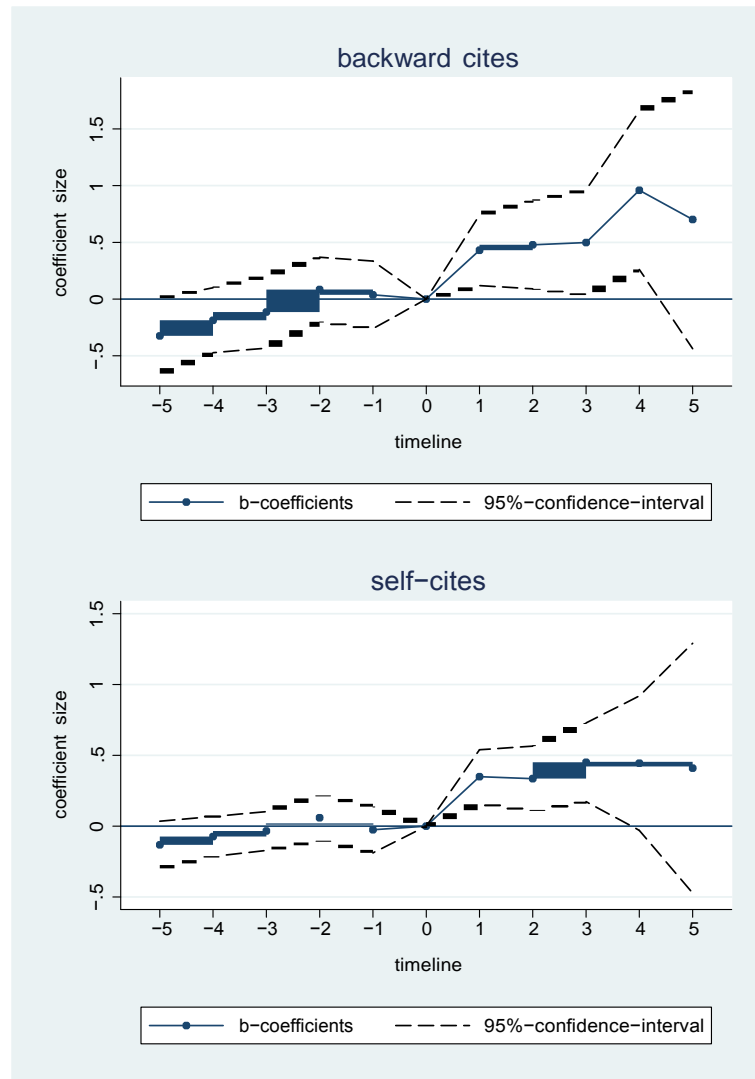 backward cites
1.5
1
.5
0
−.5
coefficient size
−5 −4 −3 −2 −1 0 1 2 3 4 5
timeline
b−coefficients 95%−confidence−interval
self−cites
1.5
1
.5
0
−.5
coefficient size
−5 −4 −3 −2 −1 0 1 2 3 4 5
timeline
b−coefficients 95%−confidence−interval